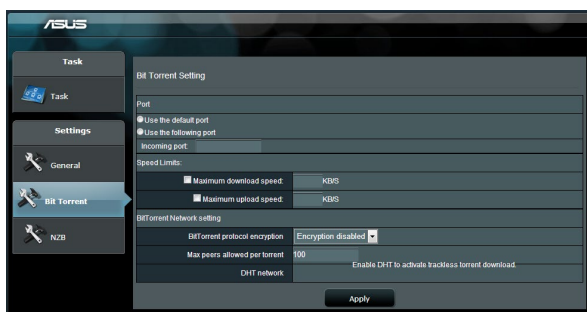 ASUS
Task
Task
Settings
General
Bit Torrent
NZB
Bit Torrent Setting
Port
Use the default port
Use the following port
Incoming port:
Speed Limits:
Maximum download speed: KB/S
Maximum upload speed: KB/S
BitTorrent Network setting
BitTorrent protocol encryption Encryption disabled
Max peers allowed per torrent 100
DHT network Enable DHT to activate trackless torrent download.
Apply